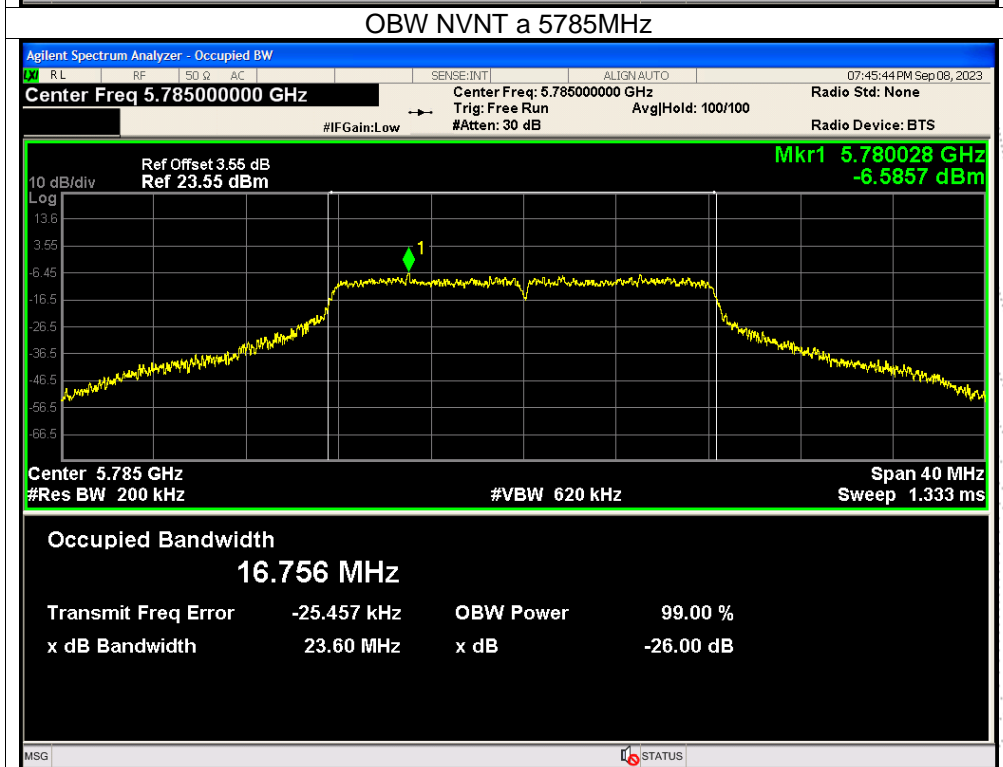 OBW NVNT a 5785MHz
Agilent Spectrum Analyzer - Occupied BW
LXI RL RF 50 Ω AC SENSE:INT ALIGN AUTO 07:45:44 PM Sep 08, 2023
Center Freq 5.785000000 GHz Center Freq: 5.785000000 GHz Radio Std: None
Trig: Free Run Avg|Hold: 100/100
#IFGain:Low #Atten: 30 dB Radio Device: BTS
Ref Offset 3.55 dB Mkr1 5.780028 GHz
10 dB/div Ref 23.55 dBm -6.5857 dBm
Log
13.6
1
3.55
-6.45
-16.5
-26.5
-36.5
-46.5
-56.5
-66.5
Center 5.785 GHz Span 40 MHz
#Res BW 200 kHz #VBW 620 kHz Sweep 1.333 ms
Occupied Bandwidth
16.756 MHz
Transmit Freq Error -25.457 kHz OBW Power 99.00 %
x dB Bandwidth 23.60 MHz x dB -26.00 dB
MSG STATUS